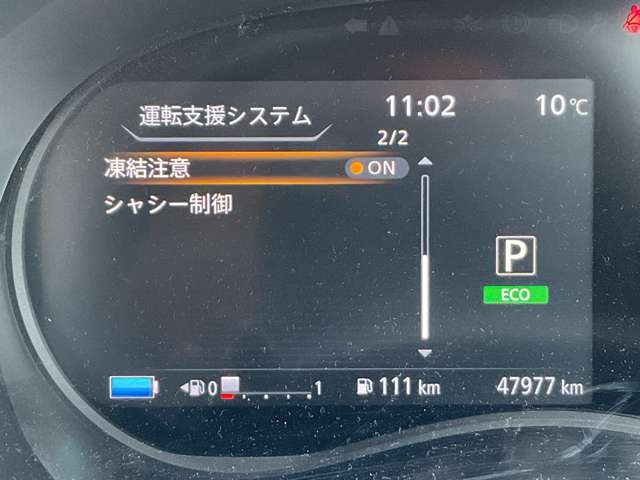 運転支援システム 11:02 10℃
2/2
凍結注意 ON
シャシー制御
P
ECO
0 1 111 km 47977 km